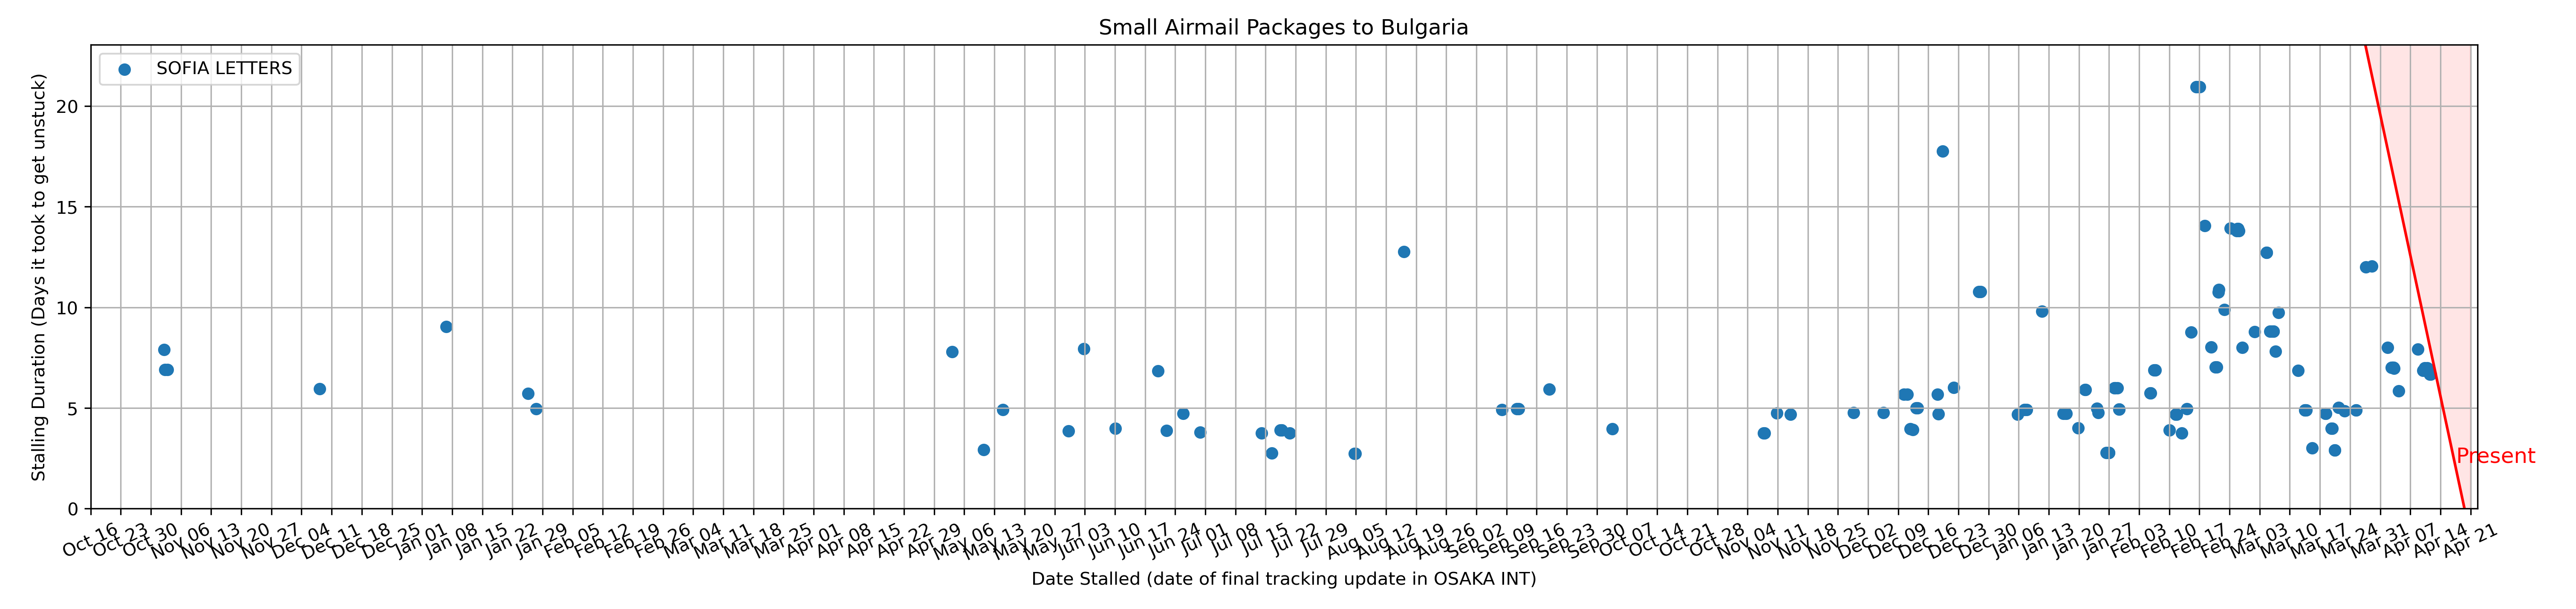 Small Airmail Packages to Bulgaria
SOFIA LETTERS
Stalling Duration (Days it took to get unstuck)
20
15
10
5
0
Present
Oct 16 Oct 23 Oct 30 Nov 06 Nov 13 Nov 20 Nov 27 Dec 04 Dec 11 Dec 18 Dec 25 Jan 01 Jan 08 Jan 15 Jan 22 Jan 29 Feb 05 Feb 12 Feb 19 Feb 26 Mar 04 Mar 11 Mar 18 Mar 25 Apr 01 Apr 08 Apr 15 Apr 22 Apr 29 May 06 May 13 May 20 May 27 Jun 03 Jun 10 Jun 17 Jun 24 Jul 01 Jul 08 Jul 15 Jul 22 Jul 29 Aug 05 Aug 12 Aug 19 Aug 26 Sep 02 Sep 09 Sep 16 Sep 23 Sep 30 Oct 07 Oct 14 Oct 21 Oct 28 Nov 04 Nov 11 Nov 18 Nov 25 Dec 02 Dec 09 Dec 16 Dec 23 Dec 30 Jan 06 Jan 13 Jan 20 Jan 27 Feb 03 Feb 10 Feb 17 Feb 24 Mar 03 Mar 10 Mar 17 Mar 24 Mar 31 Apr 07 Apr 14 Apr 21
Date Stalled (date of final tracking update in OSAKA INT)